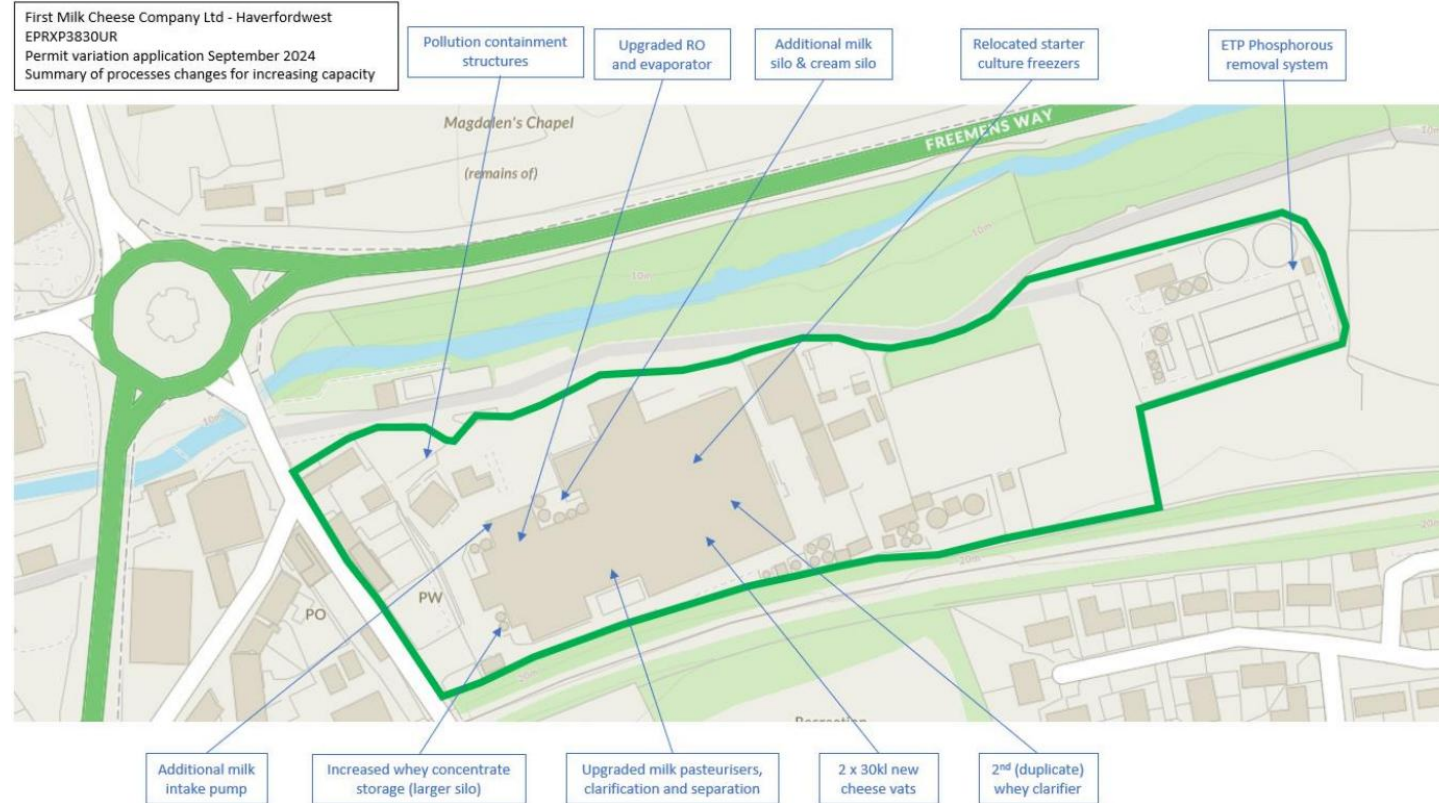 First Milk Cheese Company Ltd - Haverfordwest
EPRXP3830UR
Permit variation application September 2024
Summary of processes changes for increasing capacity
Pollution containment
structures
Upgraded RO
and evaporator
Additional milk
silo & cream silo
Relocated starter
culture freezers
ETP Phosphorous
removal system
Magdalen's Chapel
(remains of)
FREEMENS WAY
10m
10m
10m
10m
10m
PW
PO
20m
20m
20m
Recreation
Additional milk
intake pump
Increased whey concentrate
storage (larger silo)
Upgraded milk pasteurisers,
clarification and separation
2 x 30kl new
cheese vats
2nd (duplicate)
whey clarifier